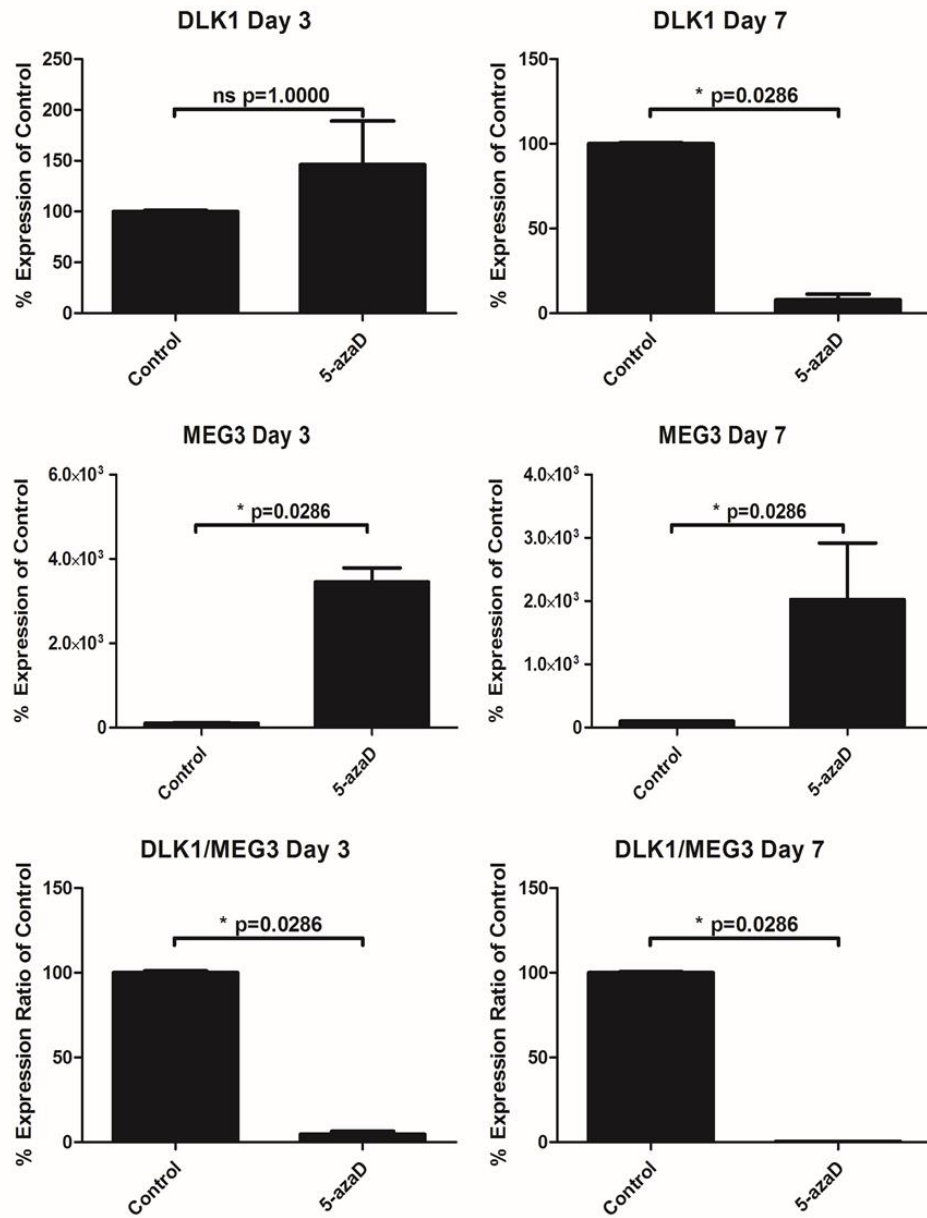 DLK1 Day 3
% Expression of Control
250
200
150
100
50
0
ns p=1.0000
Control
5-azaD
DLK1 Day 7
% Expression of Control
150
100
50
0
* p=0.0286
Control
5-azaD
MEG3 Day 3
% Expression of Control
6.0×10³
4.0×10³
2.0×10³
0
* p=0.0286
Control
5-azaD
MEG3 Day 7
% Expression of Control
4.0×10³
3.0×10³
2.0×10³
1.0×10³
0
* p=0.0286
Control
5-azaD
DLK1/MEG3 Day 3
% Expression Ratio of Control
150
100
50
0
* p=0.0286
Control
5-azaD
DLK1/MEG3 Day 7
% Expression Ratio of Control
150
100
50
0
* p=0.0286
Control
5-azaD